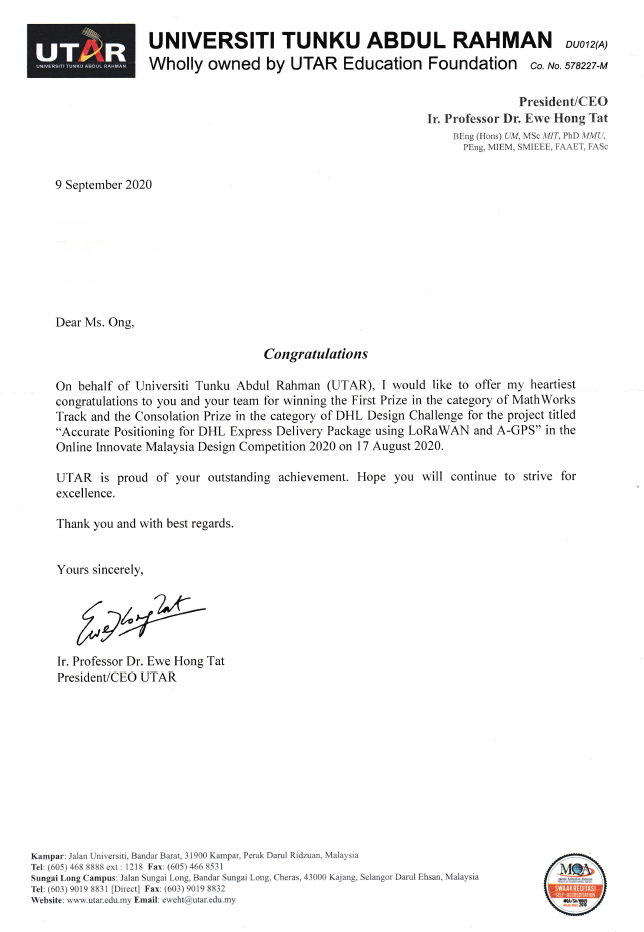 UTAR
UNIVERSITI TUNKU ABDUL RAHMAN
UNIVERSITI TUNKU ABDUL RAHMAN DU012(A)
Wholly owned by UTAR Education Foundation Co. No. 578227-M
President/CEO
Ir. Professor Dr. Ewe Hong Tat
BEng (Hons) UM, MSc MIT, PhD MMU,
PEng, MIEM, SMIEEE, FAAET, FASc
9 September 2020
Dear Ms. Ong,
Congratulations
On behalf of Universiti Tunku Abdul Rahman (UTAR), I would like to offer my heartiest
congratulations to you and your team for winning the First Prize in the category of MathWorks
Track and the Consolation Prize in the category of DHL Design Challenge for the project titled
“Accurate Positioning for DHL Express Delivery Package using LoRaWAN and A-GPS” in the
Online Innovate Malaysia Design Competition 2020 on 17 August 2020.
UTAR is proud of your outstanding achievement. Hope you will continue to strive for
excellence.
Thank you and with best regards.
Yours sincerely,
Ewe Hong Tat
Ir. Professor Dr. Ewe Hong Tat
President/CEO UTAR
Kampar: Jalan Universiti, Bandar Barat, 31900 Kampar, Perak Darul Ridzuan, Malaysia
Tel: (605) 468 8888 ext : 1218 Fax: (605) 466 8531
Sungai Long Campus: Jalan Sungai Long, Bandar Sungai Long, Cheras, 43000 Kajang, Selangor Darul Ehsan, Malaysia
Tel: (603) 9019 8831 [Direct] Fax: (603) 9019 8832
Website: www.utar.edu.my Email: eweht@utar.edu.my
MQA
SWAAKREDITASI
SELF-ACCREDITATION